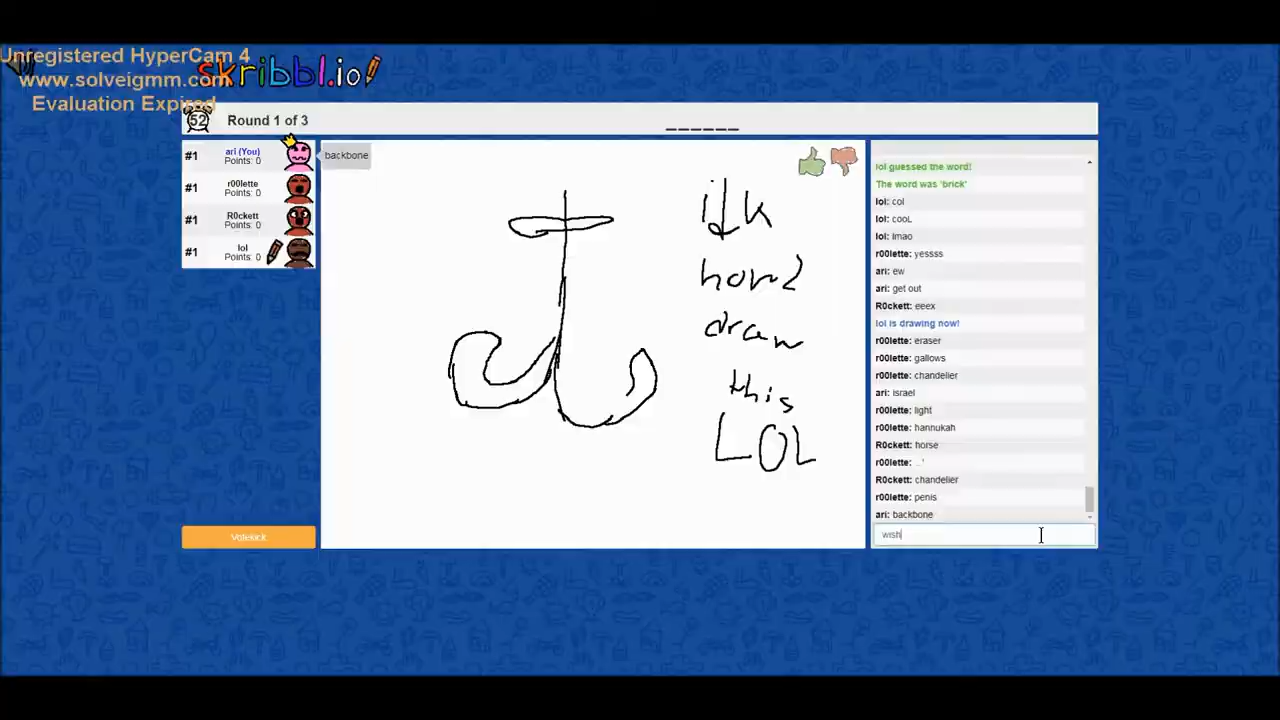 Unregistered HyperCam 4
www.solveigmm.com
Evaluation Expired
skribbl.io
52
Round 1 of 3
______
#1 ari (You)
Points: 0
backbone
#1 r00lette
Points: 0
#1 R0ckett
Points: 0
#1 lol
Points: 0
Votekick
idk
hard
draw
this
LOL
lol guessed the word!
The word was 'brick'
lol: col
lol: cooL
lol: lmao
r00lette: yessss
ari: ew
ari: get out
R0ckett: eeex
lol is drawing now!
r00lette: eraser
r00lette: gallows
r00lette: chandelier
ari: israel
r00lette: light
r00lette: hannukah
R0ckett: horse
r00lette: ..'
R0ckett: chandelier
r00lette: penis
ari: backbone
wish